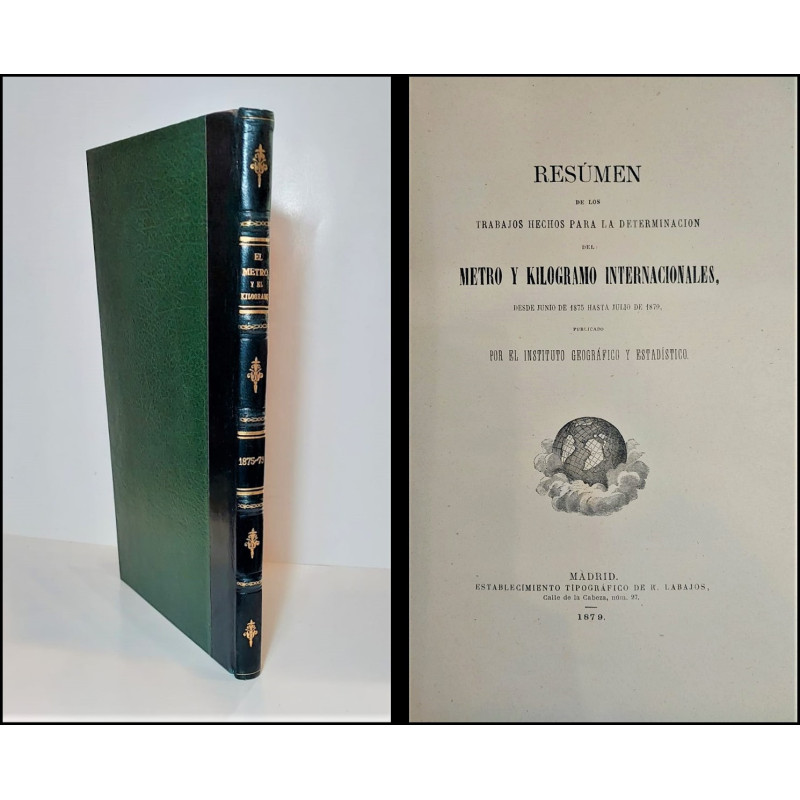 EL
METRO
Y EL
KILOGRAMO
1875-79
RESÚMEN
DE LOS
TRABAJOS HECHOS PARA LA DETERMINACION
DEL
METRO Y KILOGRAMO INTERNACIONALES,
DESDE JUNIO DE 1875 HASTA JULIO DE 1879,
PUBLICADO
POR EL INSTITUTO GEOGRÁFICO Y ESTADÍSTICO.
MADRID.
ESTABLECIMIENTO TIPOGRÁFICO DE R. LABAJOS,
Calle de la Cabeza, núm. 27.
1879.